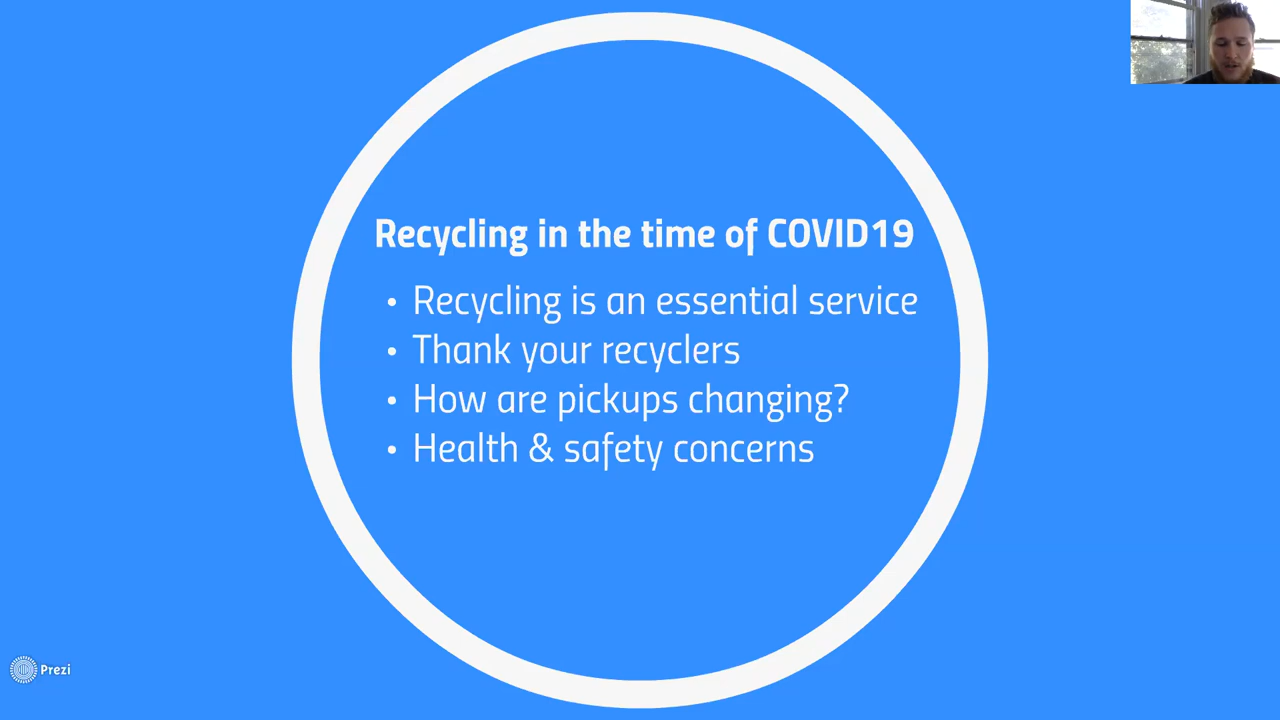 Recycling in the time of COVID19
• Recycling is an essential service
• Thank your recyclers
• How are pickups changing?
• Health & safety concerns
Prezi